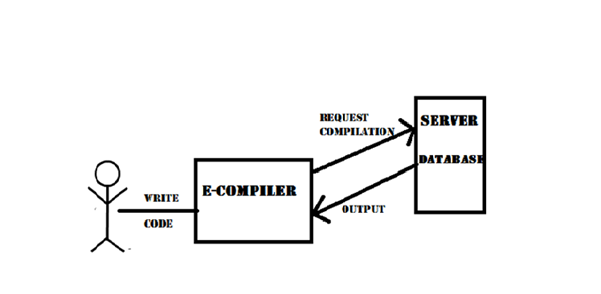 WRITE
CODE
E-COMPILER
REQUEST
COMPILATION
OUTPUT
SERVER
DATABASE